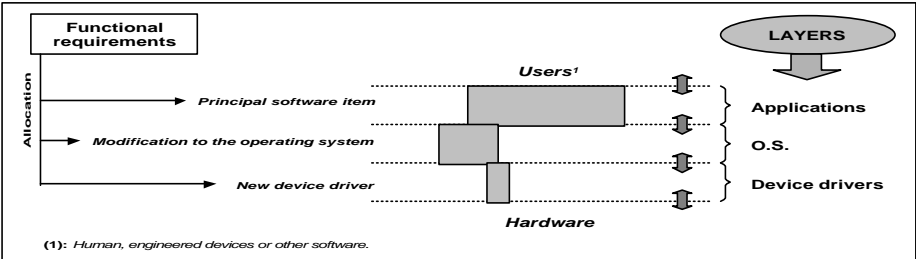 Functional
requirements
LAYERS
Allocation
Users¹
Principal software item
Applications
Modification to the operating system
O.S.
New device driver
Device drivers
Hardware
(1): Human, engineered devices or other software.